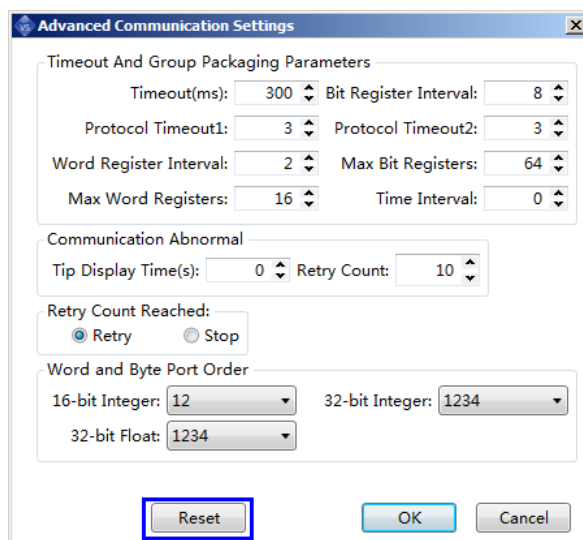 VS Advanced Communication Settings
Timeout And Group Packaging Parameters
Timeout(ms): 300 Bit Register Interval: 8
Protocol Timeout1: 3 Protocol Timeout2: 3
Word Register Interval: 2 Max Bit Registers: 64
Max Word Registers: 16 Time Interval: 0
Communication Abnormal
Tip Display Time(s): 0 Retry Count: 10
Retry Count Reached:
Retry Stop
Word and Byte Port Order
16-bit Integer: 12 32-bit Integer: 1234
32-bit Float: 1234
Reset OK Cancel